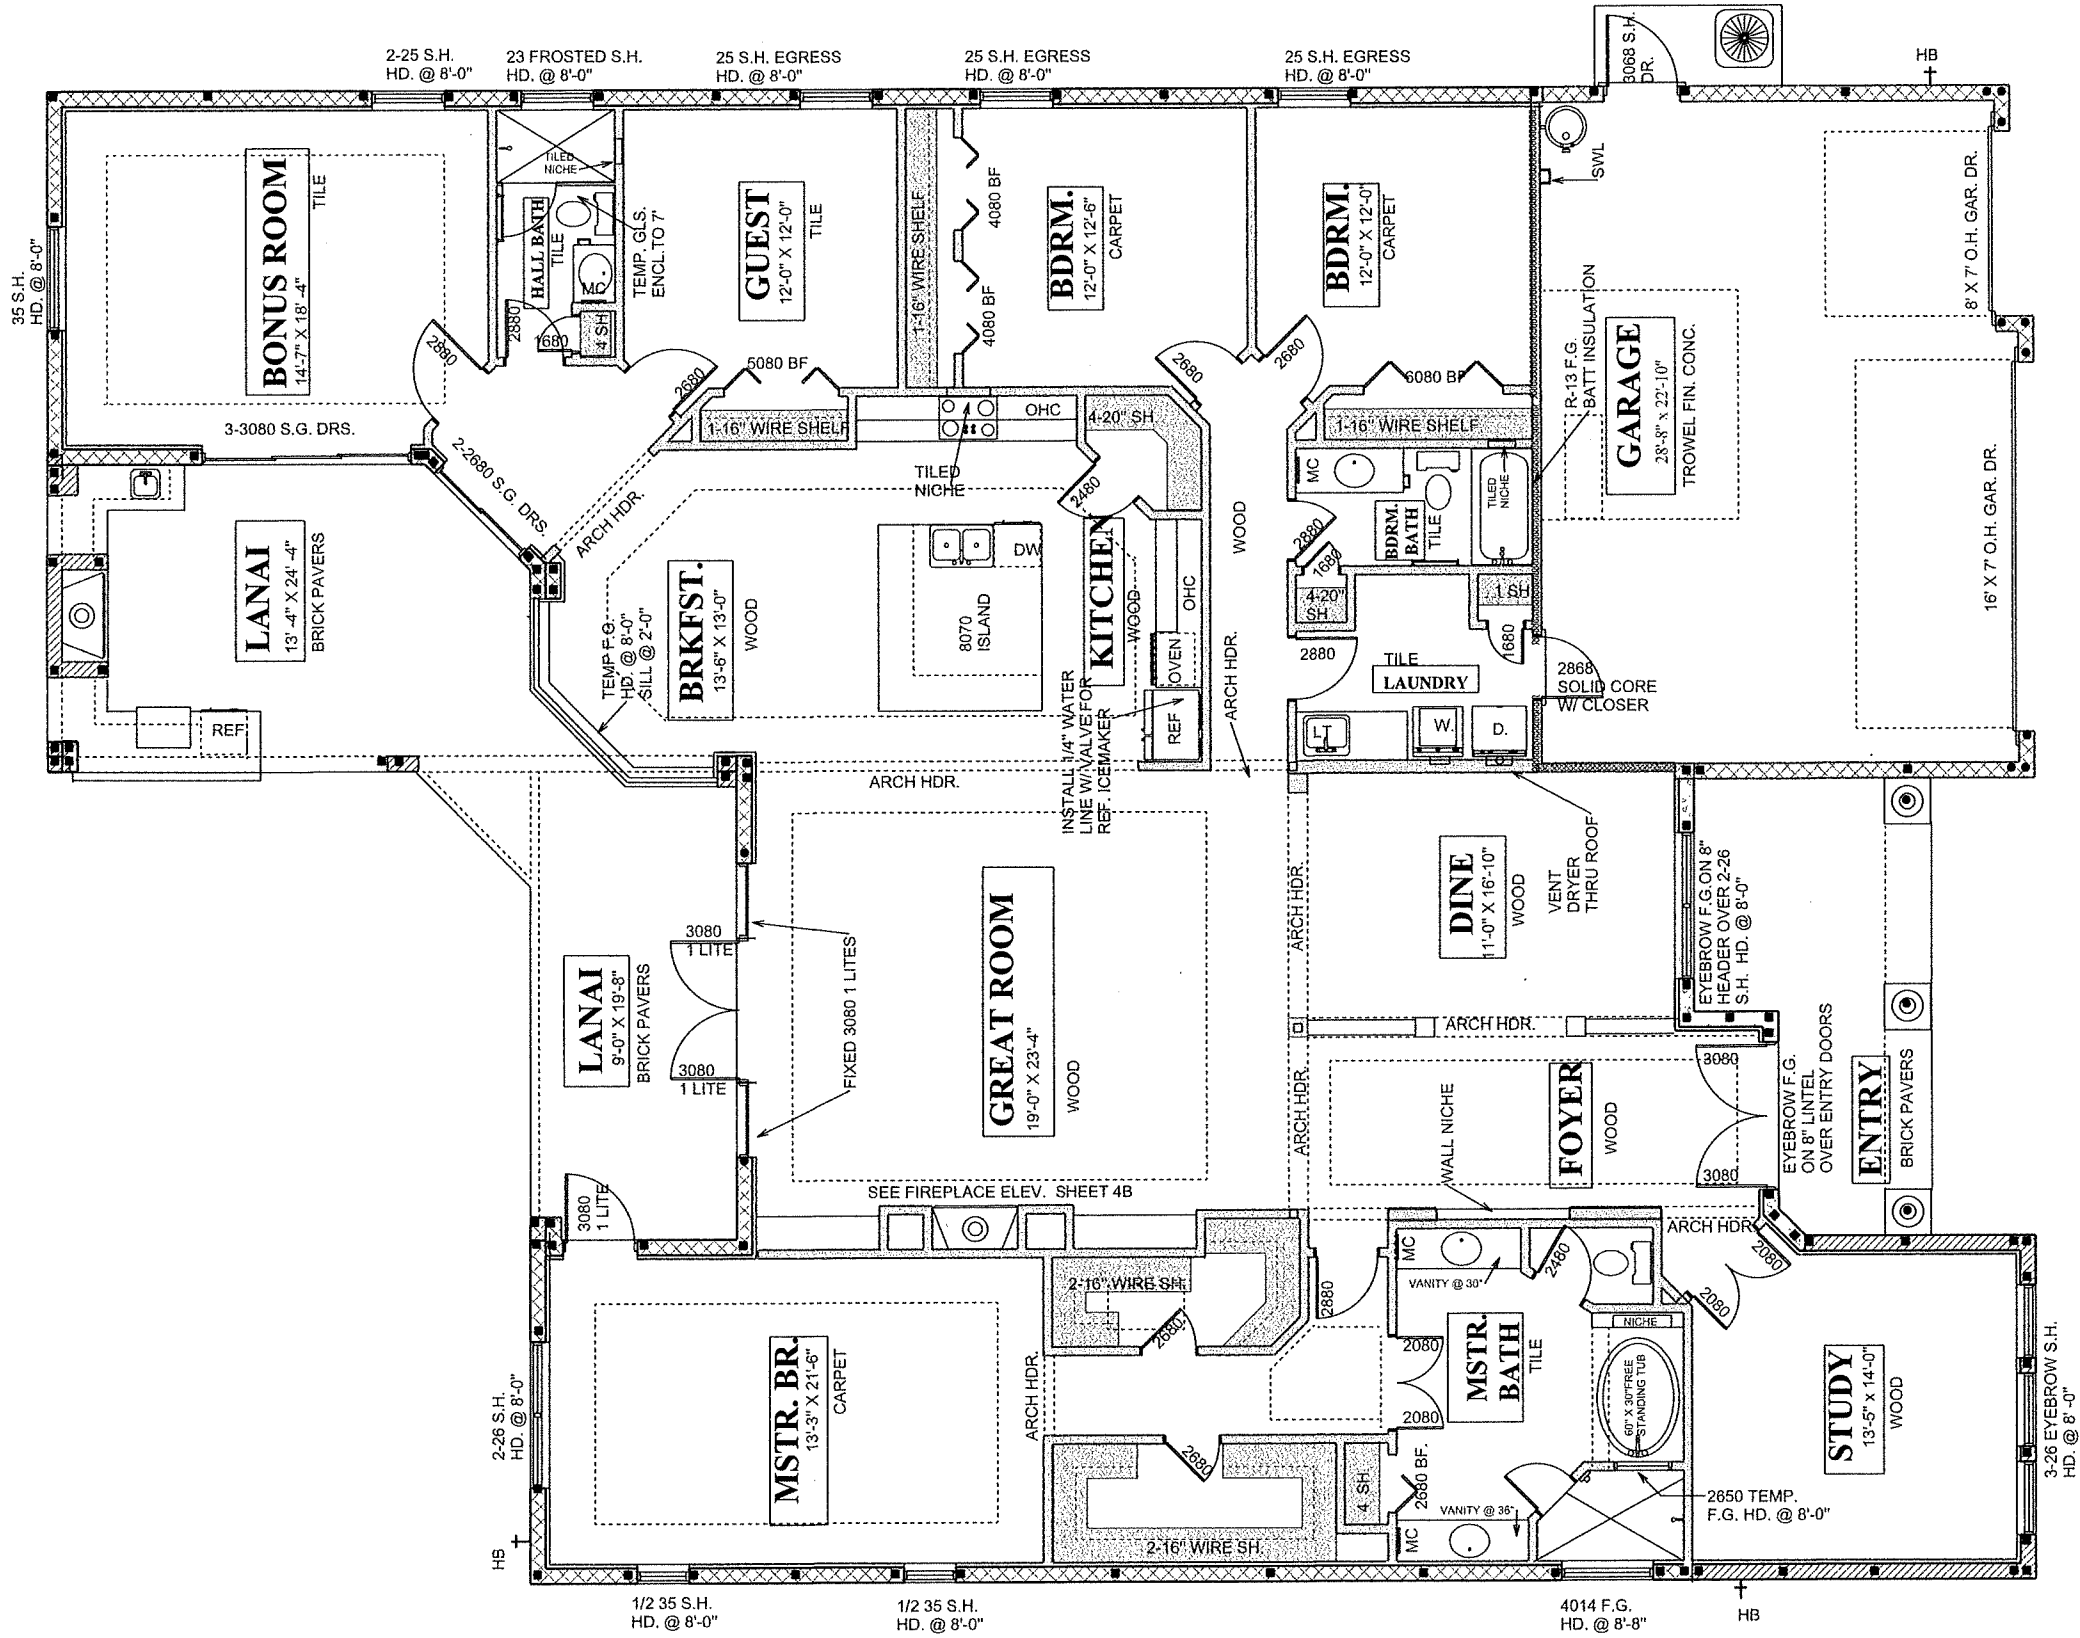 2-25 S.H.
HD. @ 8'-0"
23 FROSTED S.H.
HD. @ 8'-0"
25 S.H. EGRESS
HD. @ 8'-0"
25 S.H. EGRESS
HD. @ 8'-0"
25 S.H. EGRESS
HD. @ 8'-0"
3068 S.H.
DR.
HB
35 S.H.
HD. @ 8'-0"
BONUS ROOM
14'-7" X 18' -4"
TILE
2880
3-3080 S.G. DRS.
TILED
NICHE
HALL BATH
TILE
TEMP. GLS.
ENCL.TO 7'
MC
2880
1680
4 SH
GUEST
12'-0" X 12'-0"
TILE
2680
5080 BF
1-16" WIRE SHELF
1-16" WIRE SHELF
4080 BF
4080 BF
BDRM.
12'-0" X 12'-6"
CARPET
2680
BDRM.
12'-0" X 12'-0"
CARPET
2680
6080 BF
1-16" WIRE SHELF
SWL
R-13 F.G.
BATT INSULATION
GARAGE
28'-8" x 22'-10"
TROWEL FIN. CONC.
8' X 7' O.H. GAR. DR.
16' X 7' O.H. GAR. DR.
2-2680 S.G. DRS
ARCH HDR.
LANAI
13' -4" X 24' -4"
BRICK PAVERS
REF
TEMP F.G.
HD. @ 8'-0"
SILL @ 2'-0"
BRKFST.
13'-6" X 13'-0"
WOOD
TILED
NICHE
OHC
4-20" SH
2480
DW
8070
ISLAND
KITCHEN
WOOD
OHC
OVEN
REF
INSTALL 1/4" WATER
LINE W/VALVE FOR
REF. ICEMAKER
WOOD
ARCH HDR.
MC
BDRM.
BATH
TILE
TILED
NICHE
2880
1680
4-20"
SH
1 SH
1680
2880
TILE
LAUNDRY
LT
W.
D.
2868
SOLID CORE
W/ CLOSER
ARCH HDR.
VENT
DRYER
THRU ROOF
LANAI
9'-0" X 19'-8"
BRICK PAVERS
3080
1 LITE
3080
1 LITE
3080
1 LITE
FIXED 3080 1 LITES
GREAT ROOM
19'-0" X 23'-4"
WOOD
SEE FIREPLACE ELEV. SHEET 4B
ARCH HDR.
ARCH HDR.
DINE
11'-0" X 16'-10"
WOOD
ARCH HDR.
EYEBROW F.G.ON 8"
HEADER OVER 2-26
S.H. HD. @ 8'-0"
FOYER
WOOD
WALL NICHE
3080
3080
EYEBROW F.G.
ON 8" LINTEL
OVER ENTRY DOORS
ENTRY
BRICK PAVERS
ARCH HDR.
2080
2080
2-26 S.H.
HD. @ 8'-0"
HB
MSTR. BR.
13'-3" X 21'-6"
CARPET
ARCH HDR.
2-16" WIRE SH.
2680
2680
2-16" WIRE SH.
2880
MC
VANITY @ 30"
2480
2080
2080
MSTR.
BATH
TILE
NICHE
60" X 30"FREE
STANDING TUB
4 SH.
2680 BF.
VANITY @ 36"
MC
2650 TEMP.
F.G. HD. @ 8'-0"
STUDY
13'-5" x 14'-0"
WOOD
3-26 EYEBROW S.H.
HD. @ 8' -0"
1/2 35 S.H.
HD. @ 8'-0"
1/2 35 S.H.
HD. @ 8'-0"
4014 F.G.
HD. @ 8'-8"
HB